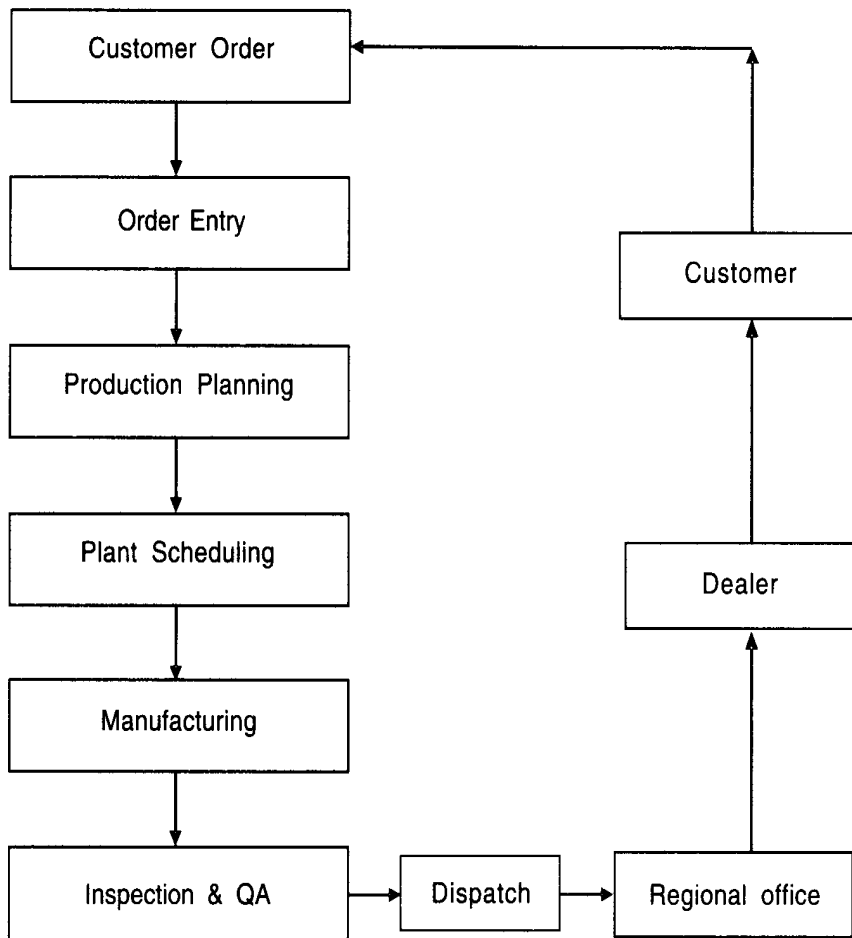 Customer Order
Order Entry
Production Planning
Plant Scheduling
Manufacturing
Inspection & QA
Dispatch
Regional office
Dealer
Customer